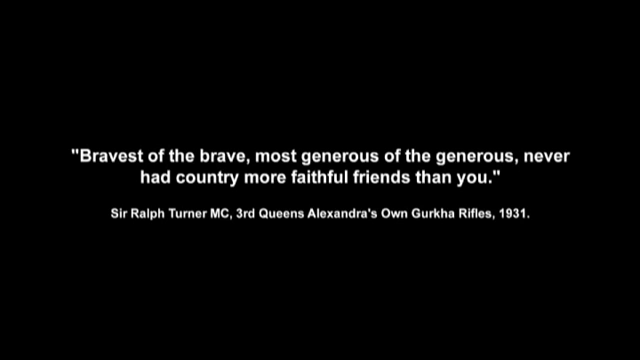 "Bravest of the brave, most generous of the generous, never
had country more faithful friends than you."
Sir Ralph Turner MC, 3rd Queens Alexandra's Own Gurkha Rifles, 1931.